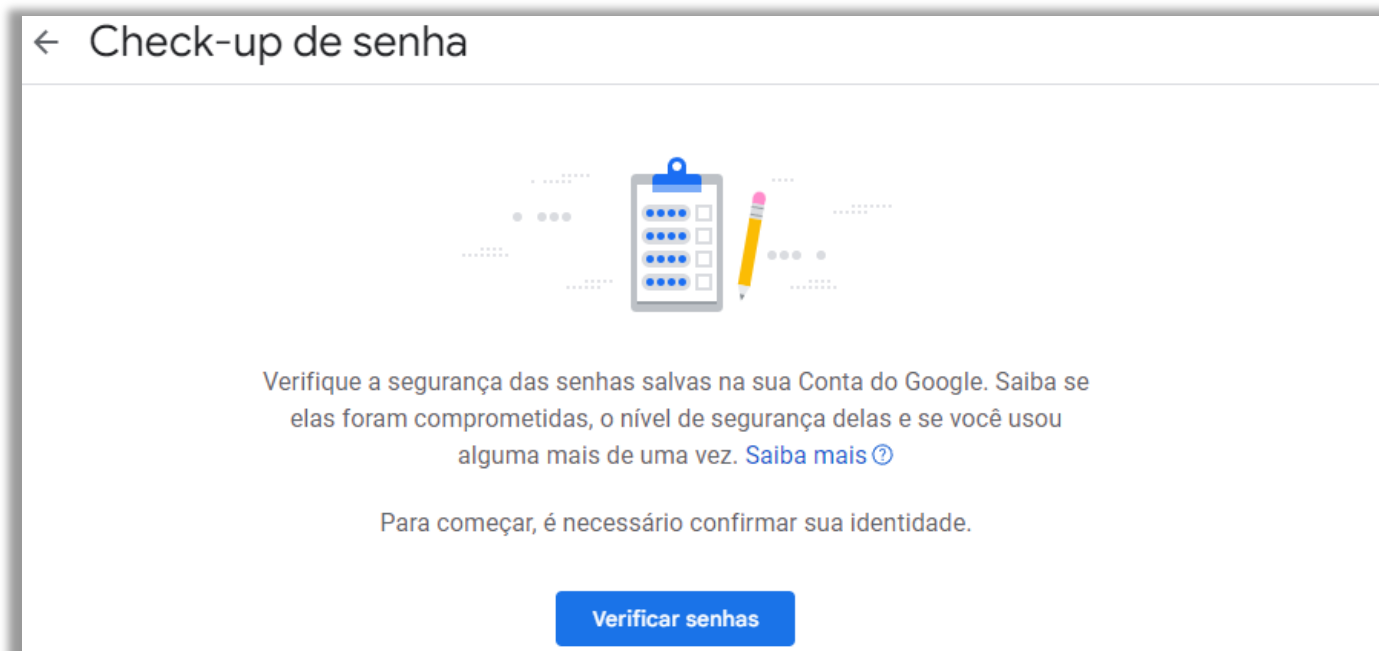 Check-up de senha
Verifique a segurança das senhas salvas na sua Conta do Google. Saiba se
elas foram comprometidas, o nível de segurança delas e se você usou
alguma mais de uma vez. Saiba mais
Para começar, é necessário confirmar sua identidade.
Verificar senhas